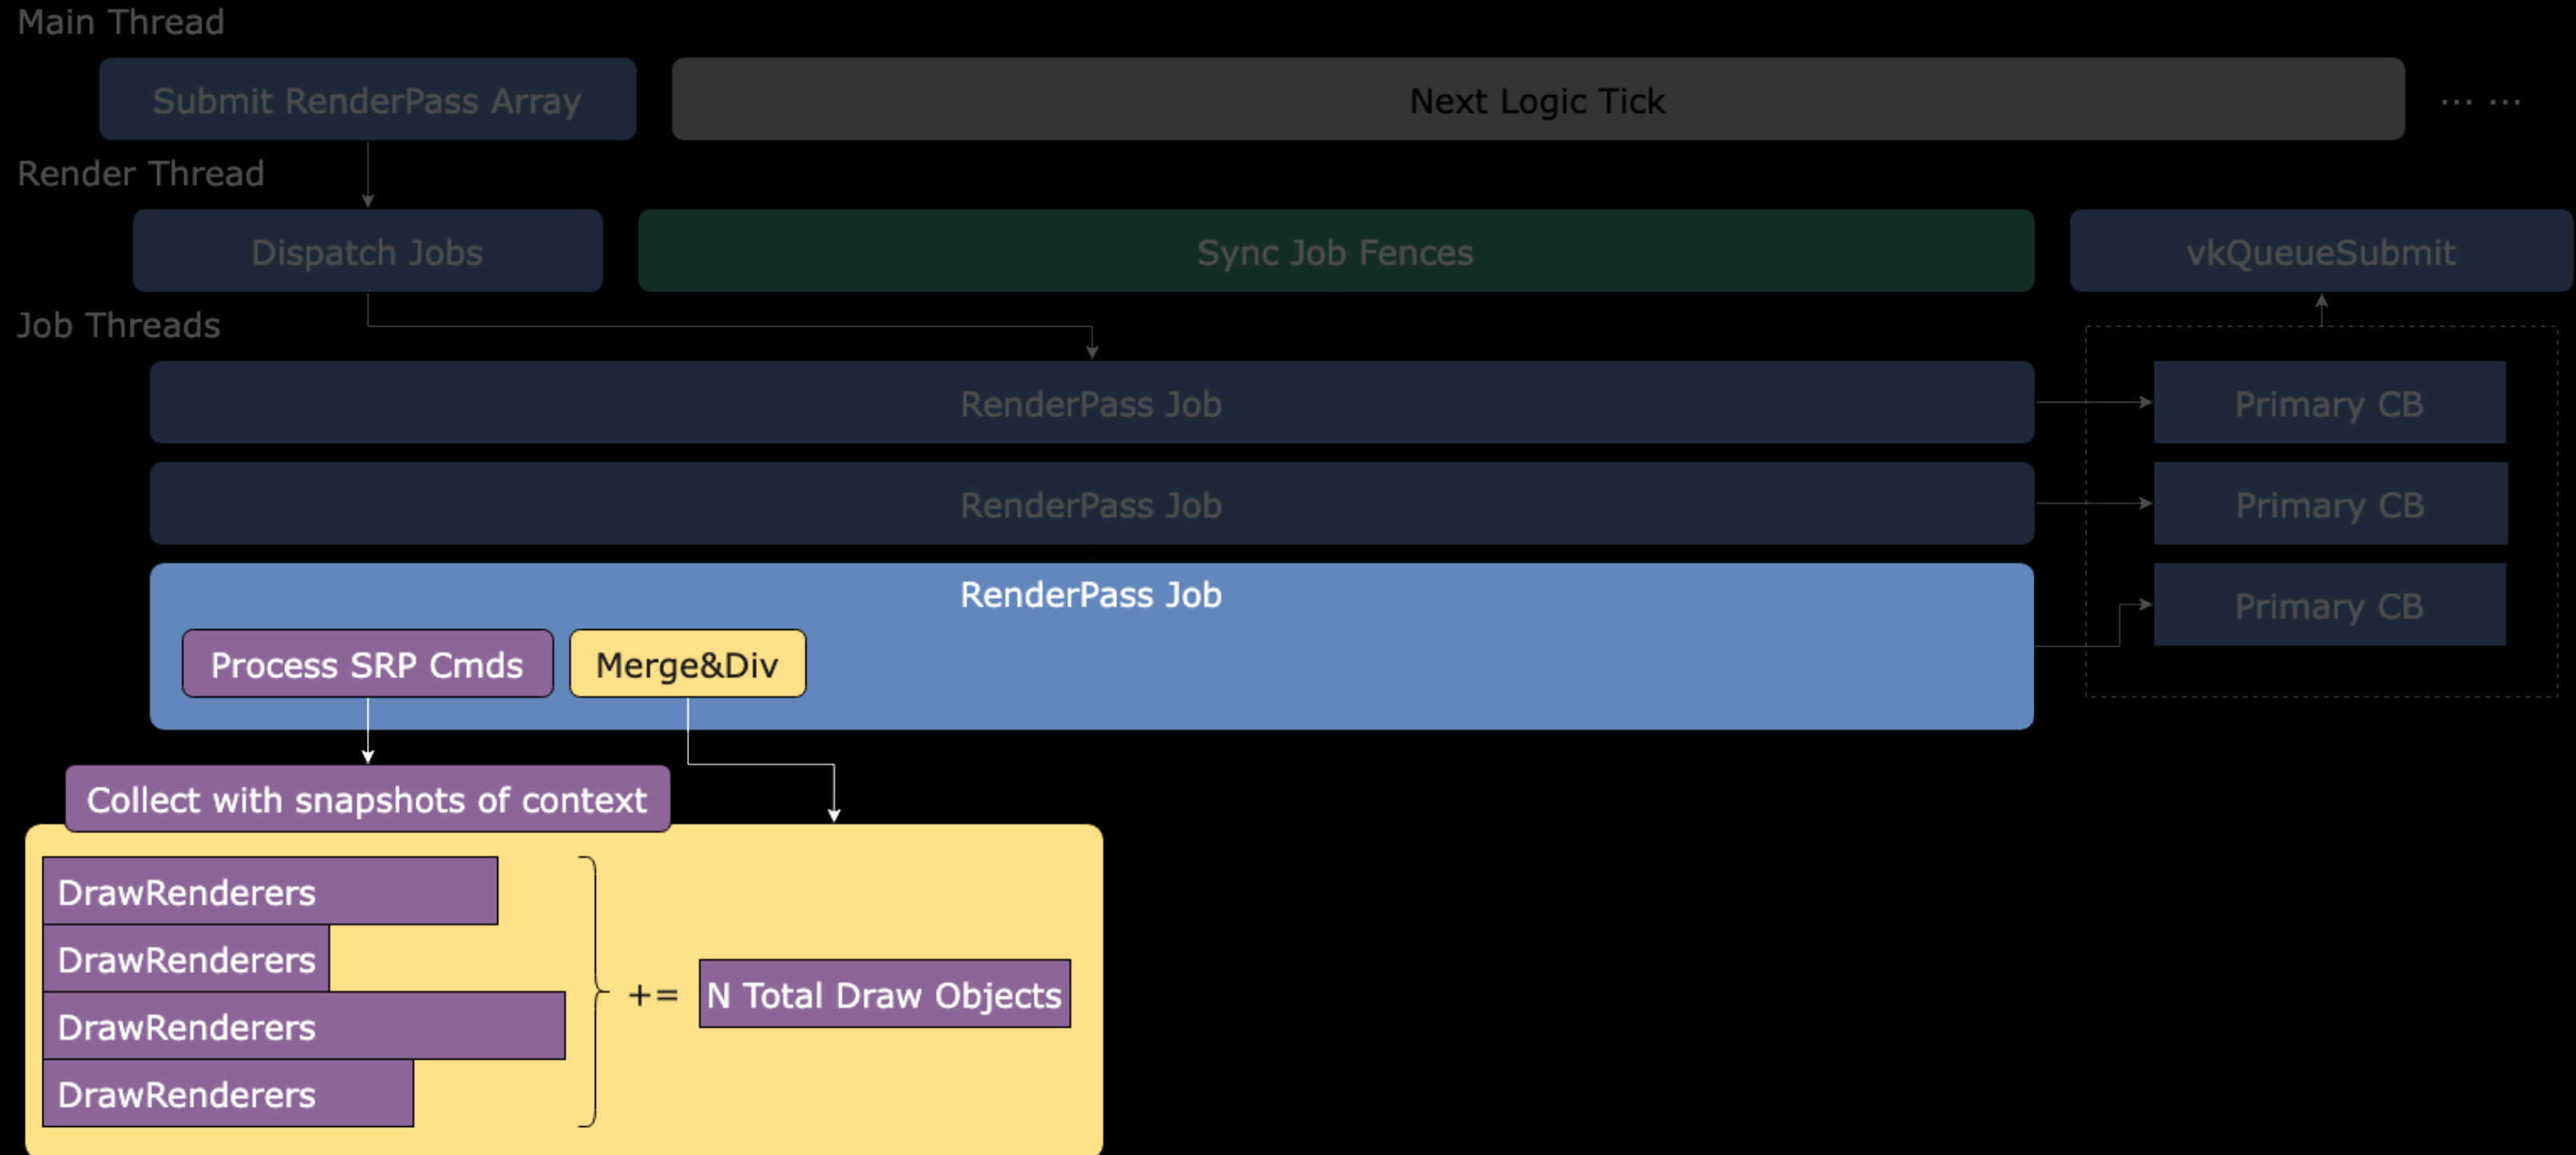 Main Thread
Submit RenderPass Array
Next Logic Tick
... ...
Render Thread
Dispatch Jobs
Sync Job Fences
vkQueueSubmit
Job Threads
RenderPass Job
Primary CB
RenderPass Job
Primary CB
RenderPass Job
Primary CB
Process SRP Cmds
Merge&Div
Collect with snapshots of context
DrawRenderers
DrawRenderers
DrawRenderers
DrawRenderers
+=
N Total Draw Objects